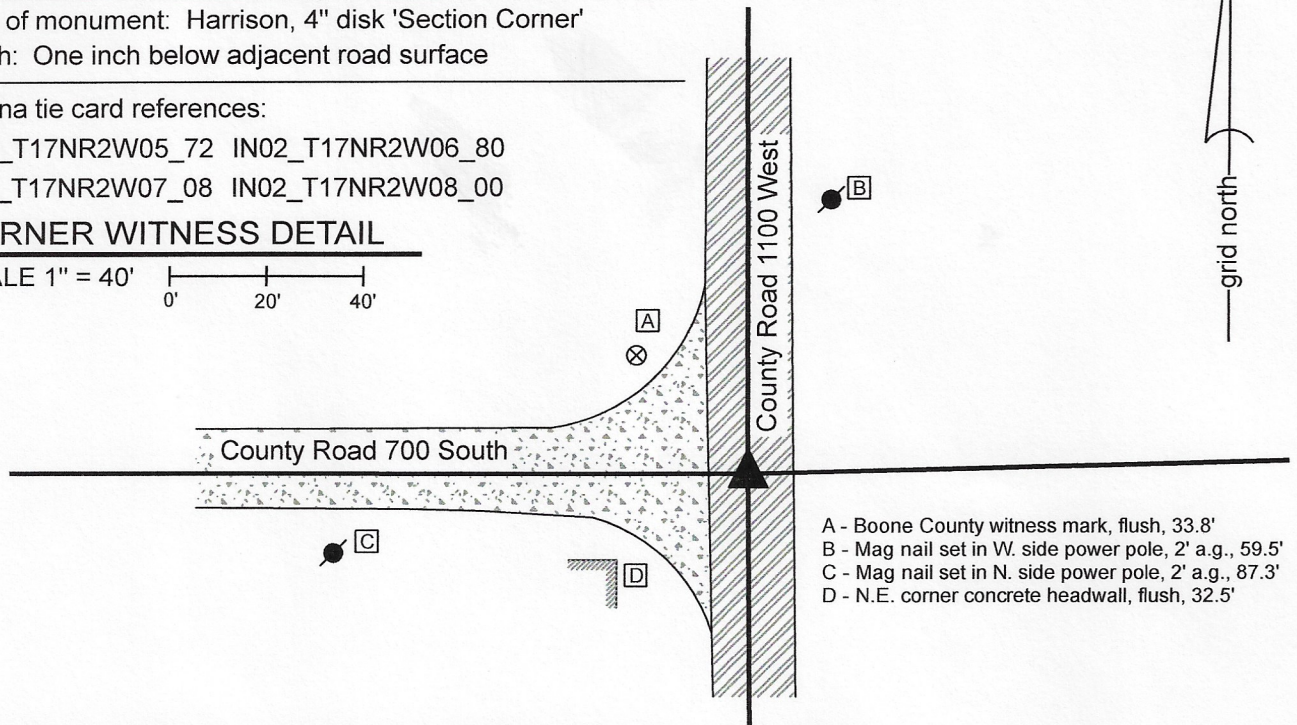 of monument: Harrison, 4" disk 'Section Corner'
h: One inch below adjacent road surface
na tie card references:
_T17NR2W05_72 IN02_T17NR2W06_80
_T17NR2W07_08 IN02_T17NR2W08_00
RNER WITNESS DETAIL
ALE 1" = 40'
0' 20' 40'
grid north
County Road 1100 West
B
A
County Road 700 South
C
D
A - Boone County witness mark, flush, 33.8'
B - Mag nail set in W. side power pole, 2' a.g., 59.5'
C - Mag nail set in N. side power pole, 2' a.g., 87.3'
D - N.E. corner concrete headwall, flush, 32.5'